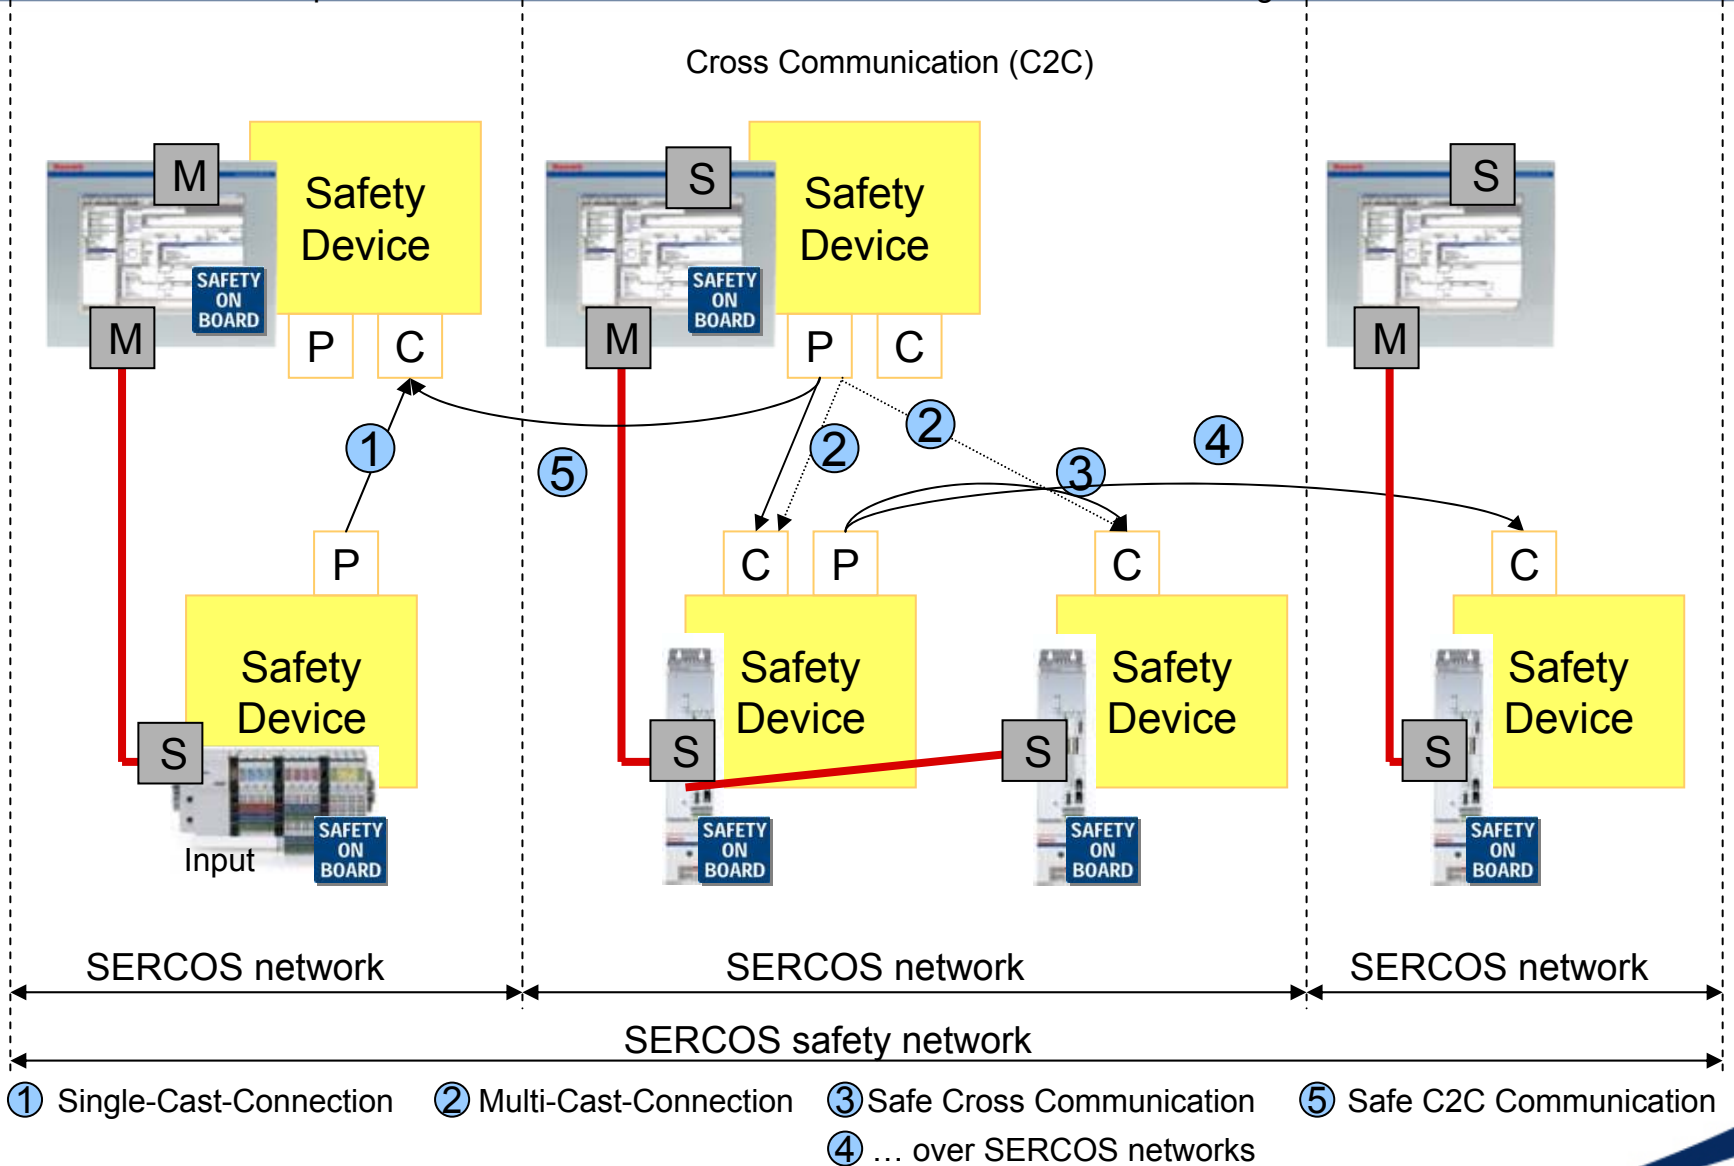 Cross Communication (C2C)
M
Safety
Device
S
Safety
Device
S
SAFETY
ON
BOARD
SAFETY
ON
BOARD
M
P
C
M
P
C
M
1
2
2
3
4
5
P
C
P
C
C
Safety
Device
Safety
Device
Safety
Device
Safety
Device
S
S
S
S
Input
SAFETY
ON
BOARD
SAFETY
ON
BOARD
SAFETY
ON
BOARD
SAFETY
ON
BOARD
SERCOS network
SERCOS network
SERCOS network
SERCOS safety network
1 Single-Cast-Connection
2 Multi-Cast-Connection
3 Safe Cross Communication
5 Safe C2C Communication
4 ... over SERCOS networks